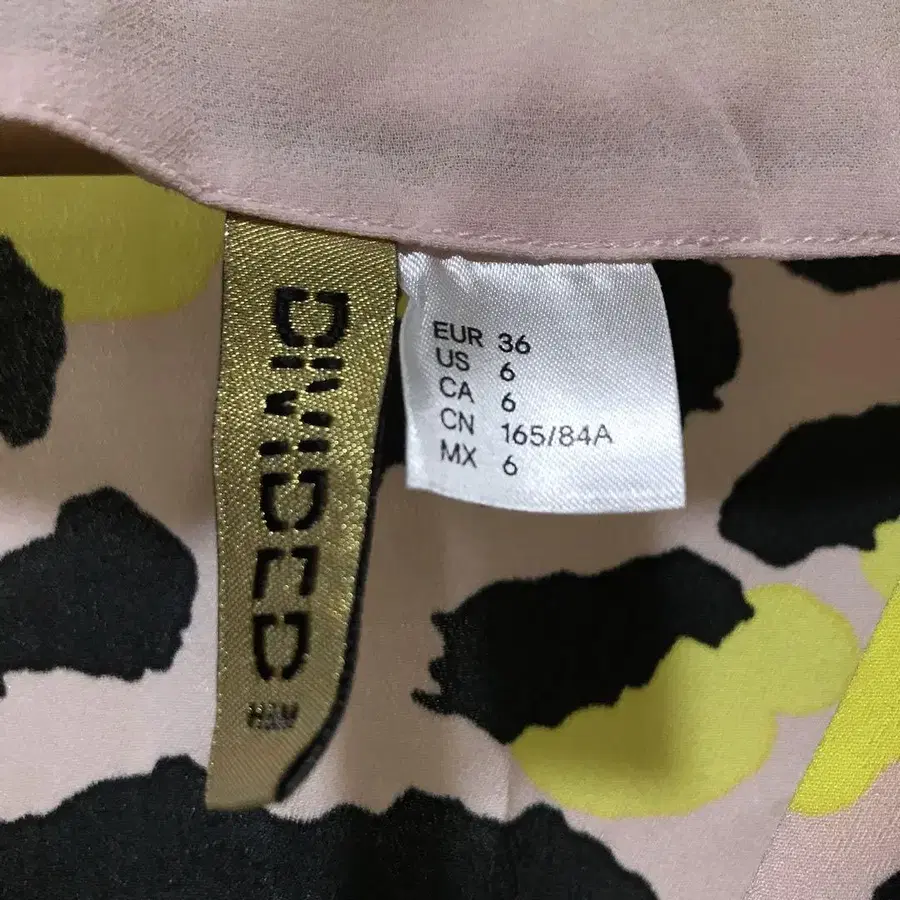 DIVIDED
H&M
EUR 36
US 6
CA 6
CN 165/84A
MX 6